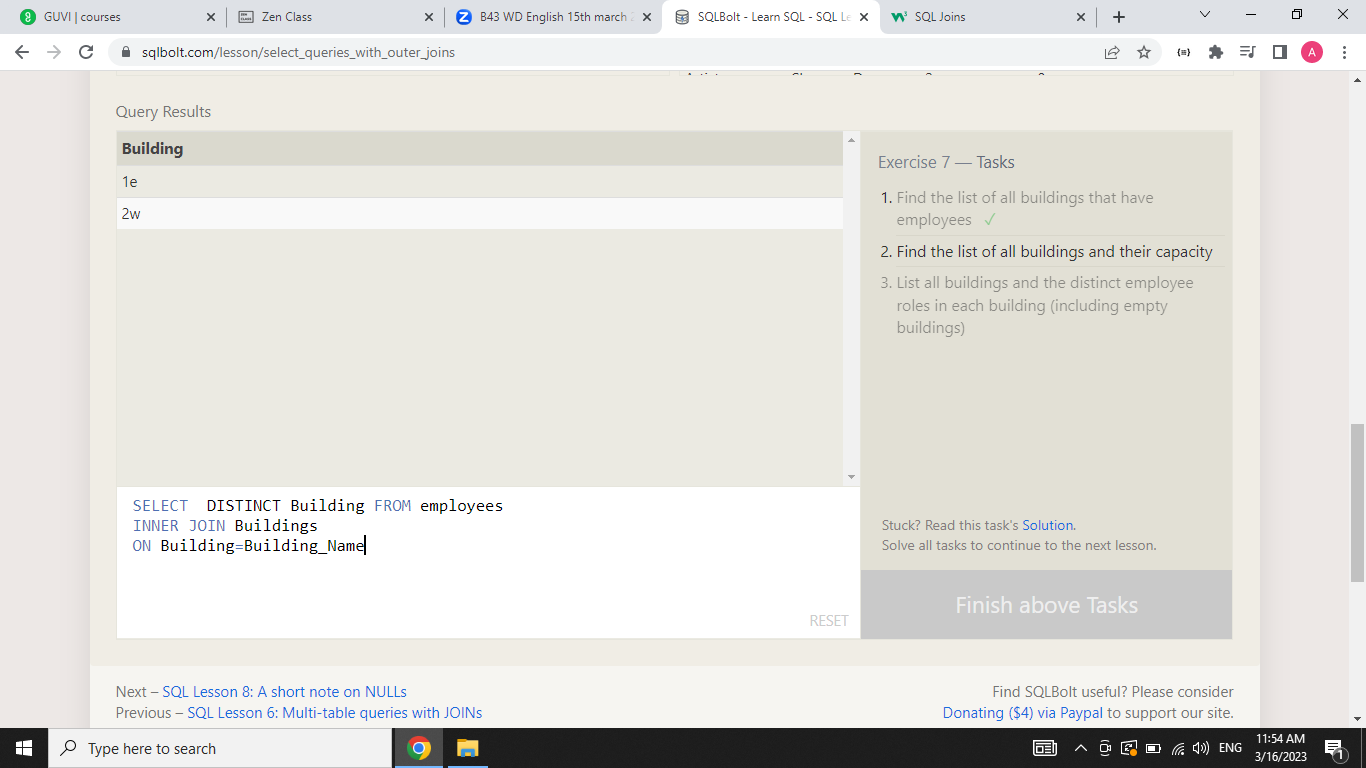 GUVI | courses
Zen Class
B43 WD English 15th march
SQLBolt - Learn SQL - SQL Le
SQL Joins
sqlbolt.com/lesson/select_queries_with_outer_joins
A
Query Results
Building
1e
2w
Exercise 7 — Tasks
1. Find the list of all buildings that have
employees ✓
2. Find the list of all buildings and their capacity
3. List all buildings and the distinct employee
roles in each building (including empty
buildings)
SELECT  DISTINCT Building FROM employees
INNER JOIN Buildings
ON Building=Building_Name
RESET
Stuck? Read this task's Solution.
Solve all tasks to continue to the next lesson.
Finish above Tasks
Next – SQL Lesson 8: A short note on NULLs
Previous – SQL Lesson 6: Multi-table queries with JOINs
Find SQLBolt useful? Please consider
Donating ($4) via Paypal to support our site.
Type here to search
ENG
11:54 AM
3/16/2023
1